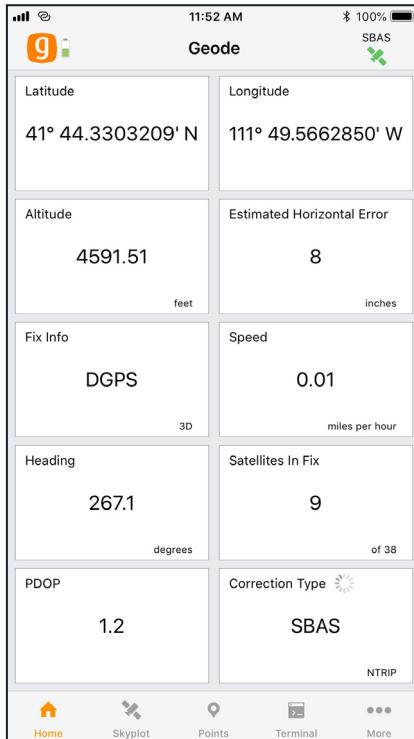 11:52 AM
100%
g
Geode
SBAS
Latitude
41° 44.3303209' N
Longitude
111° 49.5662850' W
Altitude
4591.51
feet
Estimated Horizontal Error
8
inches
Fix Info
DGPS
3D
Speed
0.01
miles per hour
Heading
267.1
degrees
Satellites In Fix
9
of 38
PDOP
1.2
Correction Type
SBAS
NTRIP
Home
Skyplot
Points
Terminal
More